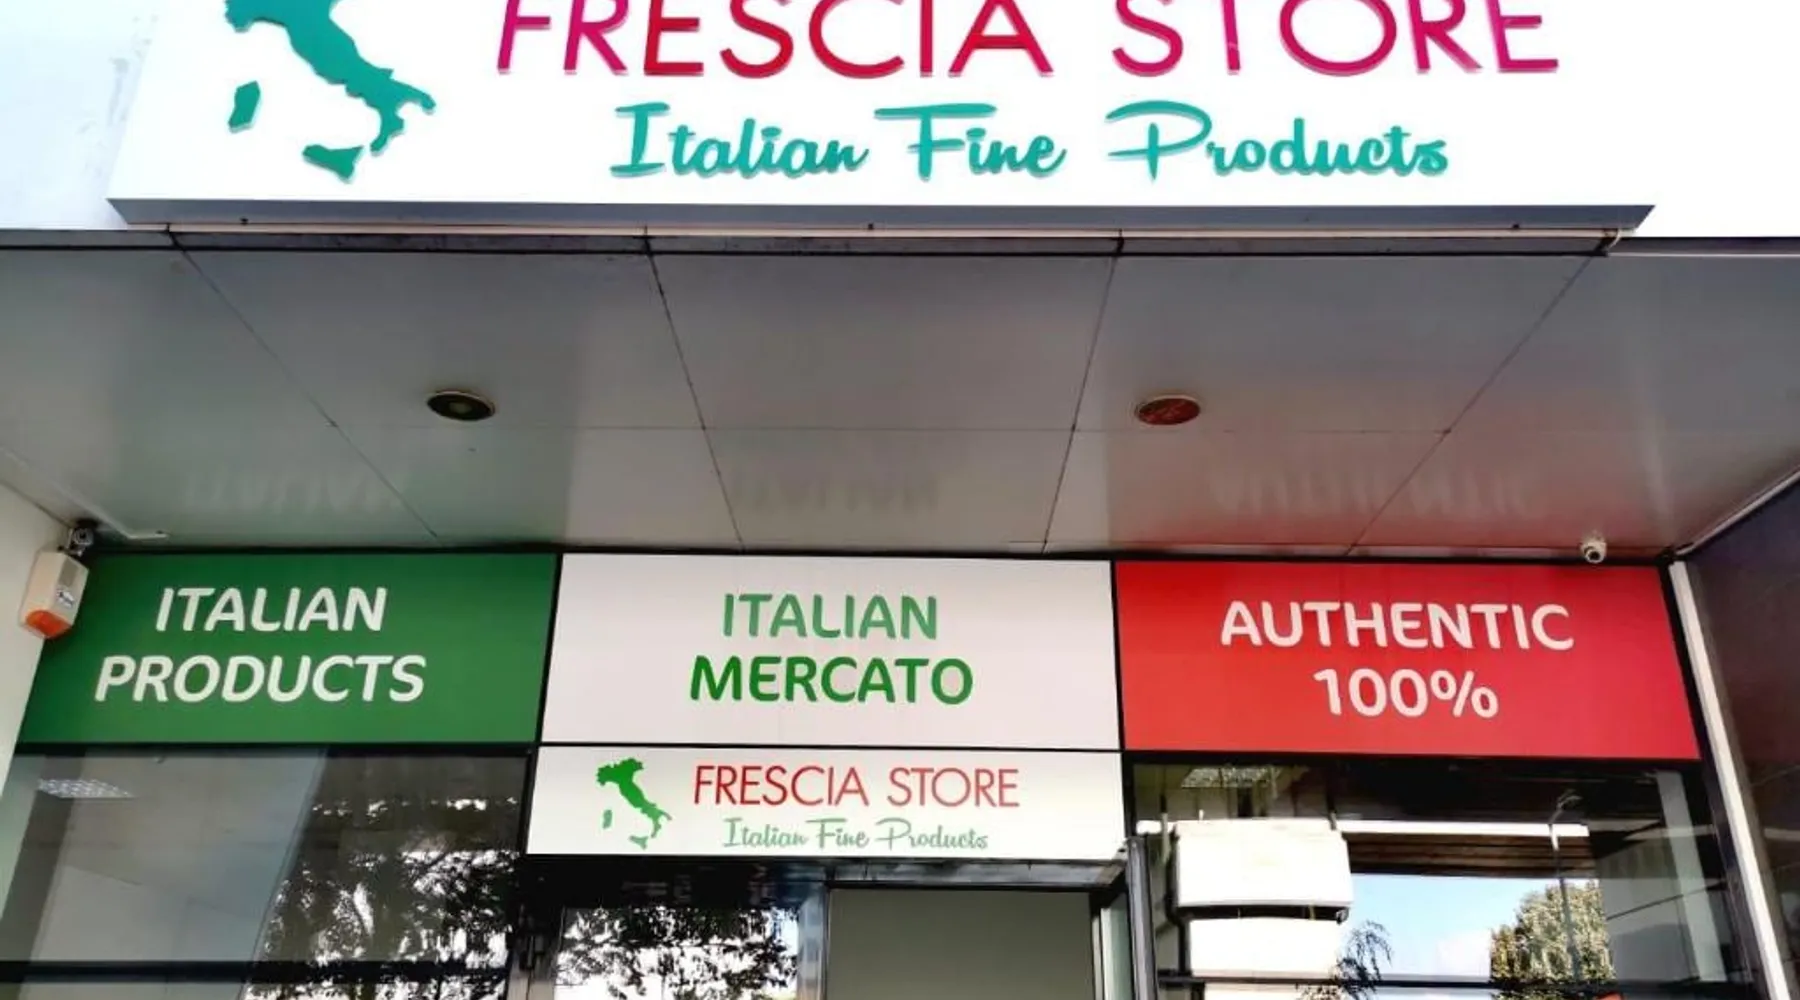 FRESCIA STORE
Italian Fine Products
ITALIAN
PRODUCTS
ITALIAN
MERCATO
AUTHENTIC
100%
FRESCIA STORE
Italian Fine Products